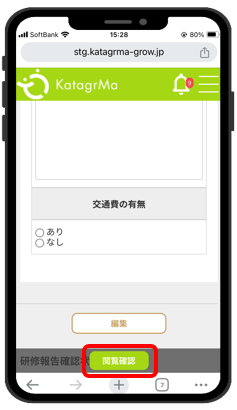 SoftBank
15:28
80%
stg.katagrma-grow.jp
KatagrMa
交通費の有無
あり
なし
編集
研修報告確認
閲覧確認
7